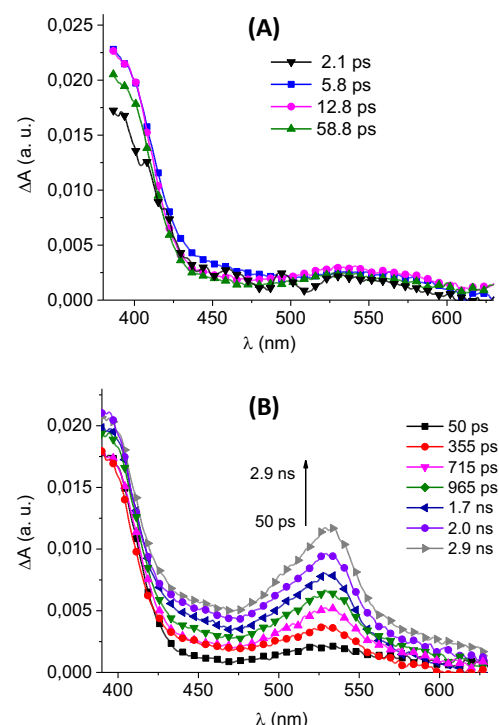 (A)
0,025
0,020
0,015
0,010
0,005
0,000
ΔA (a. u.)
2.1 ps
5.8 ps
12.8 ps
58.8 ps
400
450
500
550
600
λ (nm)
(B)
0,020
0,015
0,010
0,005
0,000
ΔA (a. u.)
2.9 ns
50 ps
50 ps
355 ps
715 ps
965 ps
1.7 ns
2.0 ns
2.9 ns
400
450
500
550
600
λ (nm)